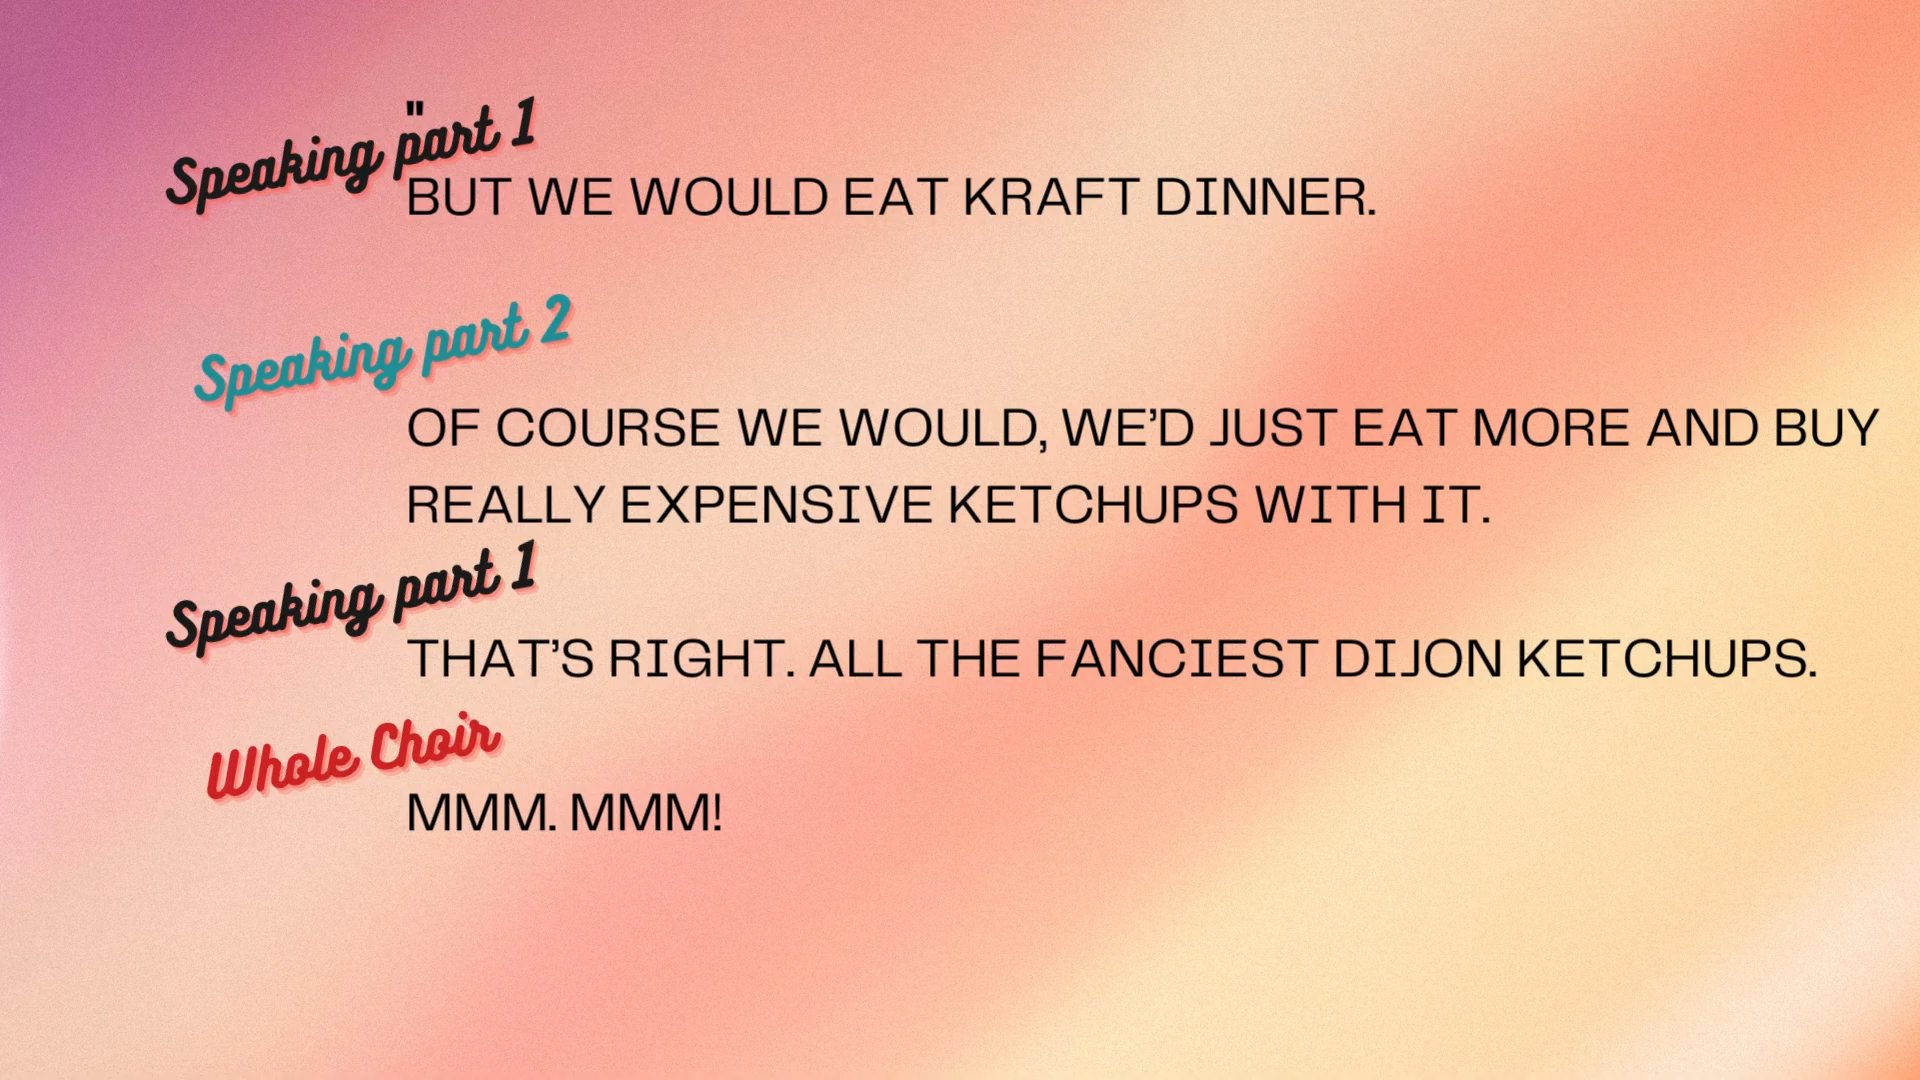 "
Speaking part 1
BUT WE WOULD EAT KRAFT DINNER.
Speaking part 2
OF COURSE WE WOULD, WE’D JUST EAT MORE AND BUY
REALLY EXPENSIVE KETCHUPS WITH IT.
Speaking part 1
THAT’S RIGHT. ALL THE FANCIEST DIJON KETCHUPS.
Whole Choir
MMM. MMM!